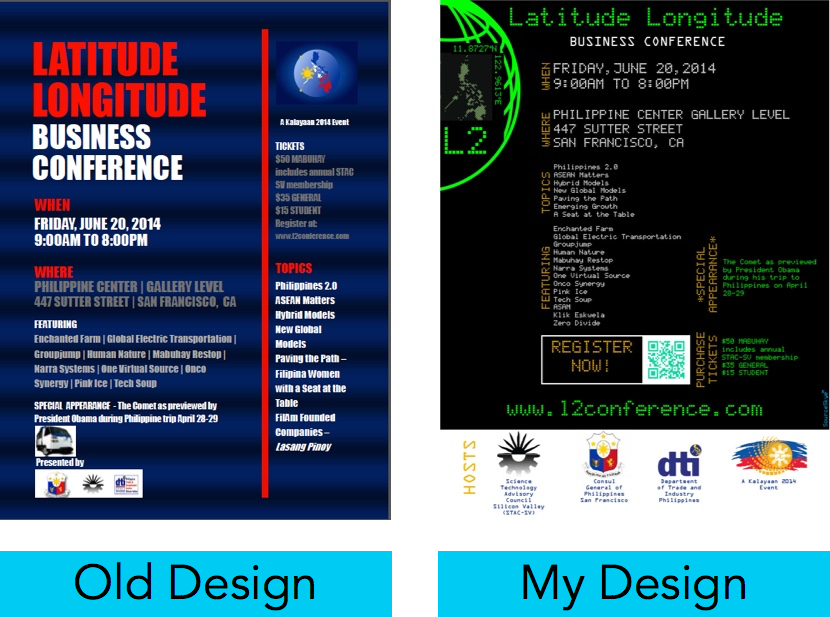 LATITUDE
LONGITUDE
BUSINESS
CONFERENCE
WHEN
FRIDAY, JUNE 20, 2014
9:00AM TO 8:00PM
WHERE
PHILIPPINE CENTER | GALLERY LEVEL
447 SUTTER STREET | SAN FRANCISCO, CA
FEATURING
Enchanted Farm | Global Electric Transportation |
Groupjump | Human Nature | Mabuhay Restop |
Narra Systems | One Virtual Source | Onco
Synergy | Pink Ice | Tech Soup
SPECIAL APPEARANCE - The Comet as previewed by
President Obama during Philippine trip April 28-29
Presented by
dti
A Kalayaan 2014 Event
TICKETS
$50 MABUHAY
includes annual STAC
SV membership
$35 GENERAL
$15 STUDENT
Register at:
www.l2conference.com
TOPICS
Philippines 2.0
ASEAN Matters
Hybrid Models
New Global
Models
Paving the Path –
Filipina Women
with a Seat at the
Table
FilAm Founded
Companies –
Lasang Pinoy
Old Design
Latitude Longitude
BUSINESS CONFERENCE
11.8727°N
122.9613°E
L2
WHEN
FRIDAY, JUNE 20, 2014
9:00AM TO 8:00PM
WHERE
PHILIPPINE CENTER GALLERY LEVEL
447 SUTTER STREET
SAN FRANCISCO, CA
TOPICS
Philippines 2.0
ASEAN Matters
Hybrid Models
New Global Models
Paving the Path
Emerging Growth
A Seat at the Table
FEATURING
Enchanted Farm
Global Electric Transportation
Groupjump
Human Nature
Mabuhay Restop
Narra Systems
One Virtual Source
Onco Synergy
Pink Ice
Tech Soup
ASAM
Klik Eskwela
Zero Divide
*SPECIAL
APPEARANCE*
The Comet as previewed
by President Obama
during his trip to
Philippines on April
28-29
REGISTER
NOW!
PURCHASE
TICKETS
$50 MABUHAY
includes annual
STAC-SV membership
$35 GENERAL
$15 STUDENT
www.l2conference.com
HOSTS
Science
Technology
Advisory
Council
Silicon Valley
(STAC-SV)
Consul
General of
Philippines
San Francisco
dti
Department
of Trade and
Industry
Philippines
A Kalayaan 2014
Event
My Design